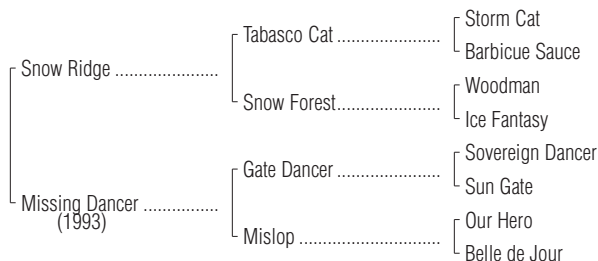 Storm Cat
Tabasco Cat ......................
Barbicue Sauce
Snow Ridge ......................
Woodman
Snow Forest......................
Ice Fantasy
Sovereign Dancer
Gate Dancer ......................
Sun Gate
Missing Dancer ................
(1993)
Our Hero
Mislop ..............................
Belle de Jour